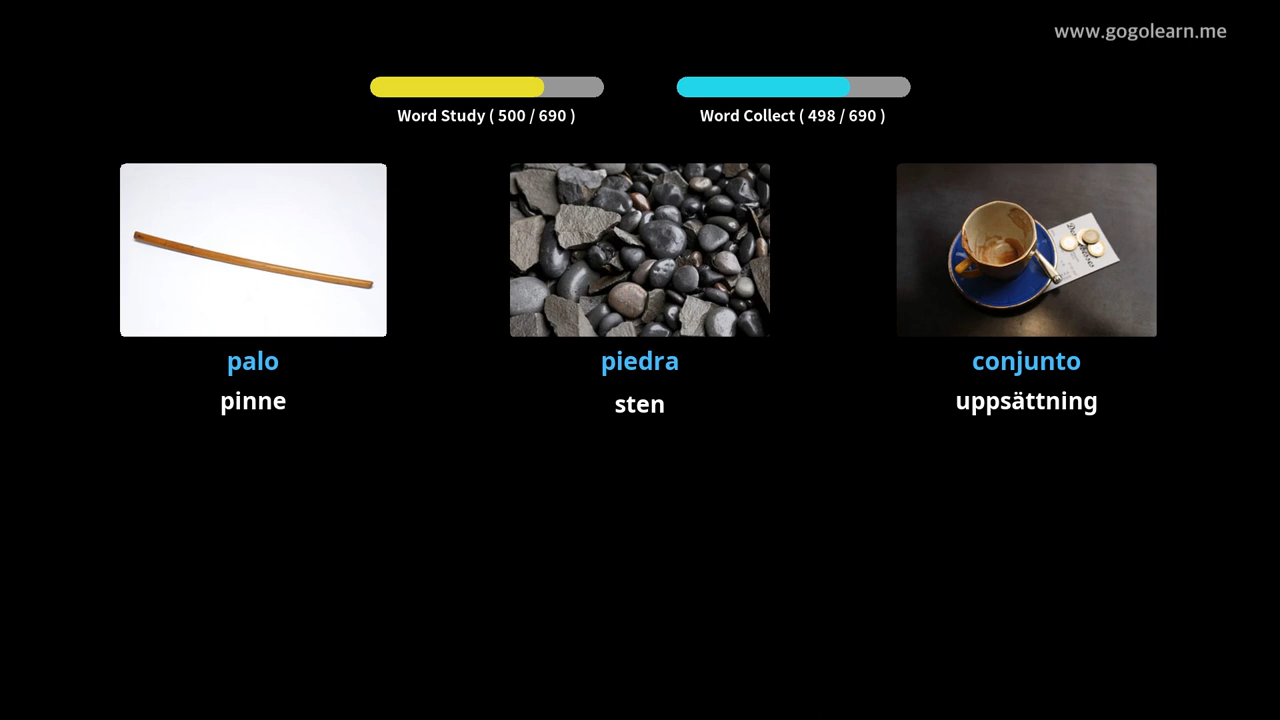 www.gogolearn.me
Word Study ( 500 / 690 )
Word Collect ( 498 / 690 )
palo
piedra
conjunto
pinne
sten
uppsättning